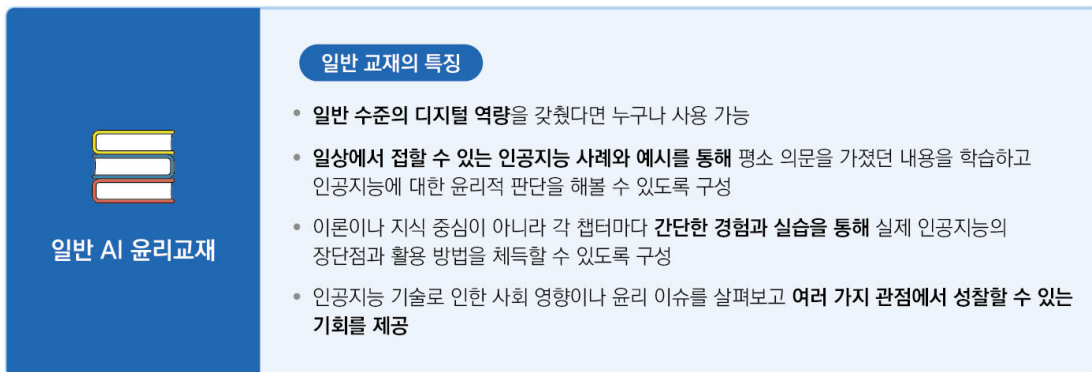 일반 AI 윤리교재
일반 교재의 특징
• 일반 수준의 디지털 역량을 갖췄다면 누구나 사용 가능
• 일상에서 접할 수 있는 인공지능 사례와 예시를 통해 평소 의문을 가졌던 내용을 학습하고
인공지능에 대한 윤리적 판단을 해볼 수 있도록 구성
• 이론이나 지식 중심이 아니라 각 챕터마다 간단한 경험과 실습을 통해 실제 인공지능의
장단점과 활용 방법을 체득할 수 있도록 구성
• 인공지능 기술로 인한 사회 영향이나 윤리 이슈를 살펴보고 여러 가지 관점에서 성찰할 수 있는
기회를 제공